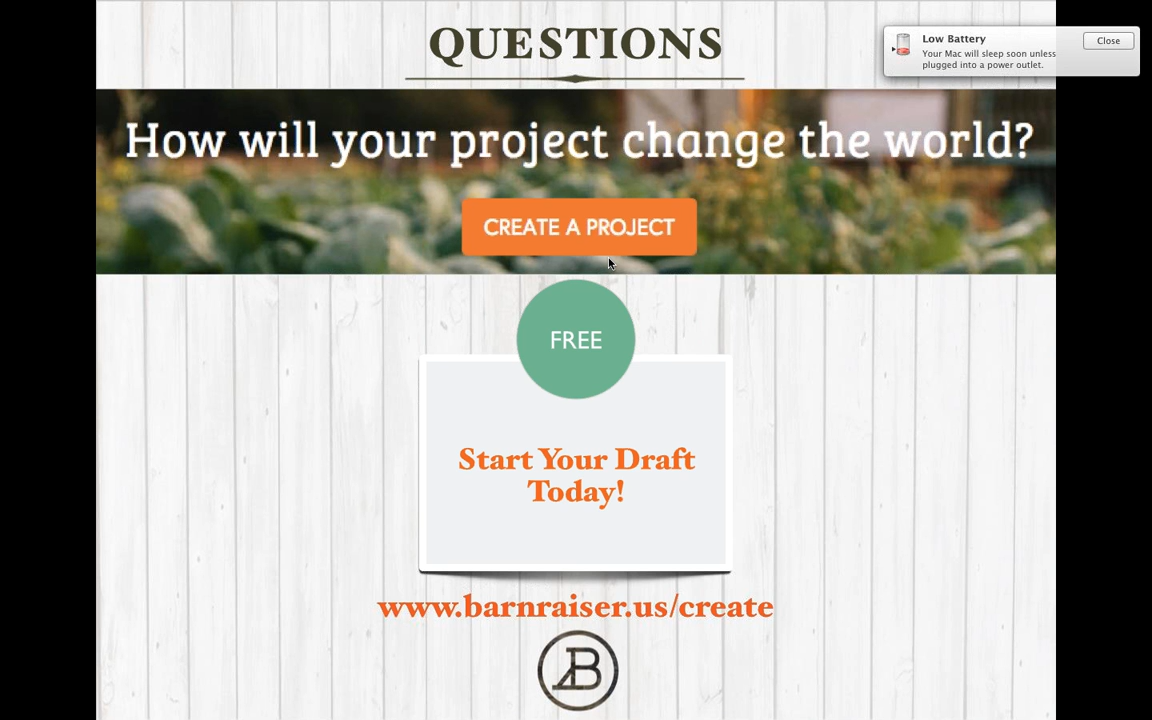 QUESTIONS
Low Battery
Your Mac will sleep soon unless
plugged into a power outlet.
Close
How will your project change the world?
CREATE A PROJECT
FREE
Start Your Draft
Today!
www.barnraiser.us/create
B